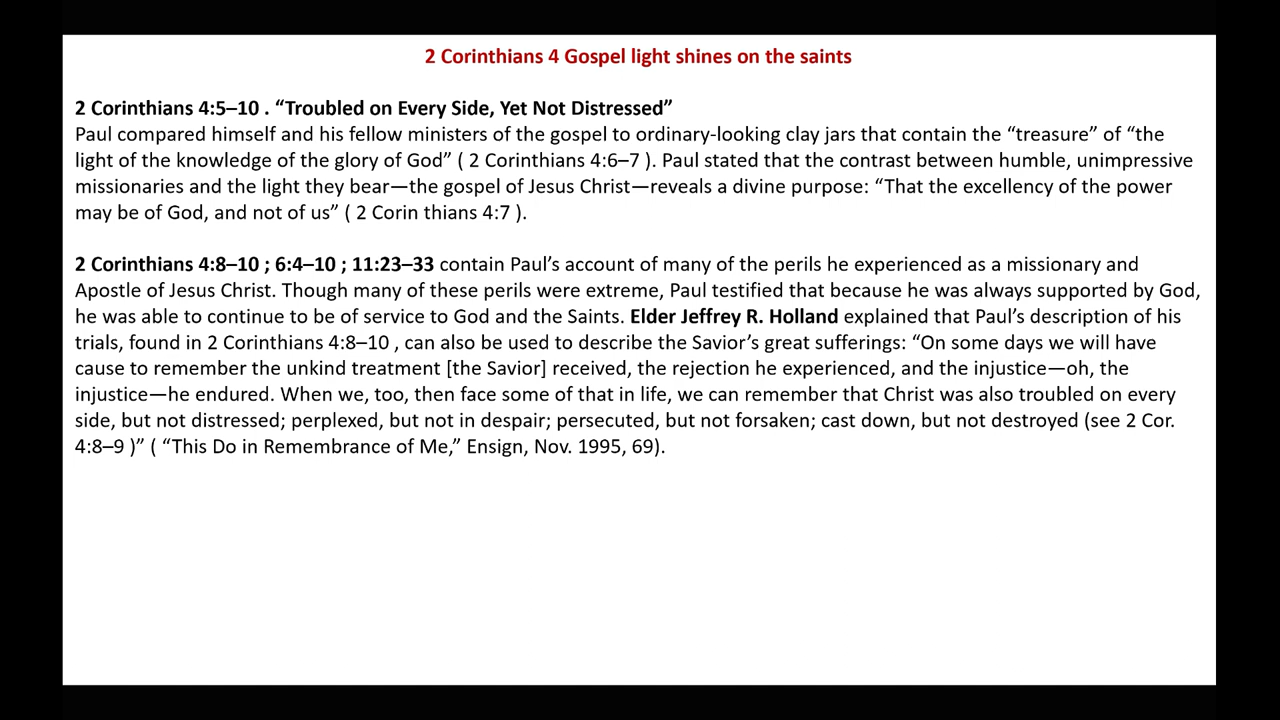 2 Corinthians 4 Gospel light shines on the saints
2 Corinthians 4:5–10 . “Troubled on Every Side, Yet Not Distressed”
Paul compared himself and his fellow ministers of the gospel to ordinary-looking clay jars that contain the “treasure” of “the
light of the knowledge of the glory of God” ( 2 Corinthians 4:6–7 ). Paul stated that the contrast between humble, unimpressive
missionaries and the light they bear—the gospel of Jesus Christ—reveals a divine purpose: “That the excellency of the power
may be of God, and not of us” ( 2 Corin thians 4:7 ).
2 Corinthians 4:8–10 ; 6:4–10 ; 11:23–33 contain Paul’s account of many of the perils he experienced as a missionary and
Apostle of Jesus Christ. Though many of these perils were extreme, Paul testified that because he was always supported by God,
he was able to continue to be of service to God and the Saints. Elder Jeffrey R. Holland explained that Paul’s description of his
trials, found in 2 Corinthians 4:8–10 , can also be used to describe the Savior’s great sufferings: “On some days we will have
cause to remember the unkind treatment [the Savior] received, the rejection he experienced, and the injustice—oh, the
injustice—he endured. When we, too, then face some of that in life, we can remember that Christ was also troubled on every
side, but not distressed; perplexed, but not in despair; persecuted, but not forsaken; cast down, but not destroyed (see 2 Cor.
4:8–9 )” ( “This Do in Remembrance of Me,” Ensign, Nov. 1995, 69).